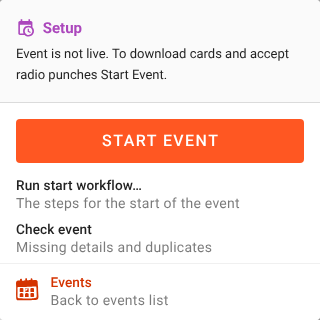 Setup
Event is not live. To download cards and accept
radio punches Start Event.
START EVENT
Run start workflow...
The steps for the start of the event
Check event
Missing details and duplicates
Events
Back to events list